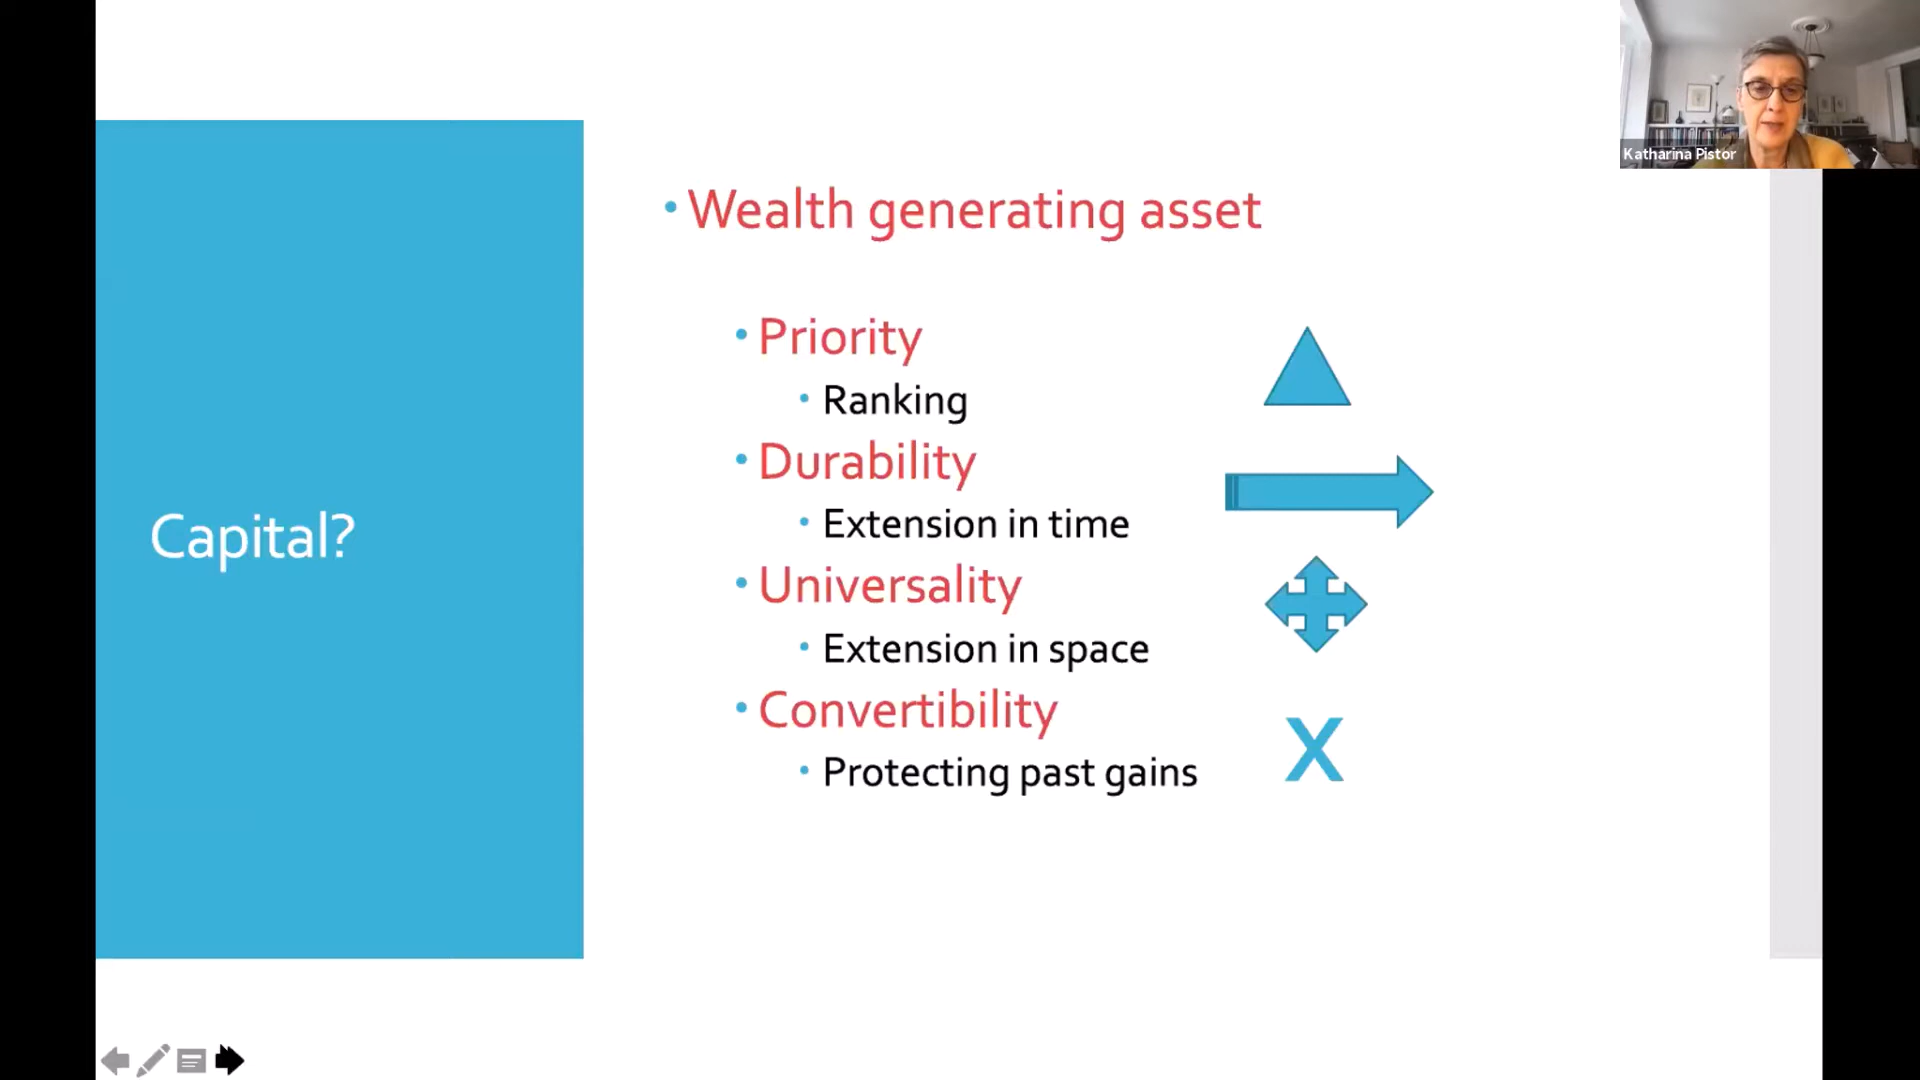 Katharina Pistor
Capital?
• Wealth generating asset
• Priority
• Ranking
• Durability
• Extension in time
• Universality
• Extension in space
• Convertibility
• Protecting past gains
X